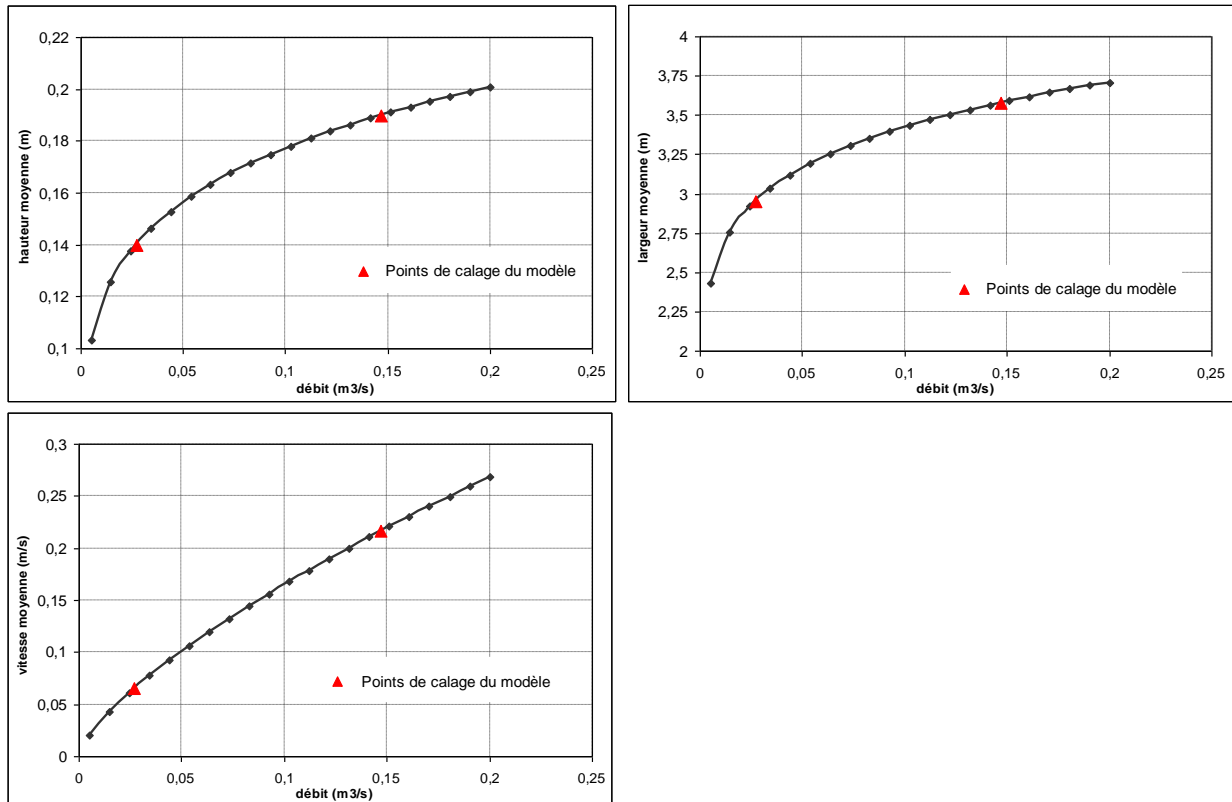 0,22
0,2
0,18
0,16
0,14
0,12
0,1
hauteur moyenne (m)
Points de calage du modèle
0 0,05 0,1 0,15 0,2 0,25
débit (m3/s)
4
3,75
3,5
3,25
3
2,75
2,5
2,25
2
largeur moyenne (m)
Points de calage du modèle
0 0,05 0,1 0,15 0,2 0,25
débit (m3/s)
0,3
0,25
0,2
0,15
0,1
0,05
0
vitesse moyenne (m/s)
Points de calage du modèle
0 0,05 0,1 0,15 0,2 0,25
débit (m3/s)